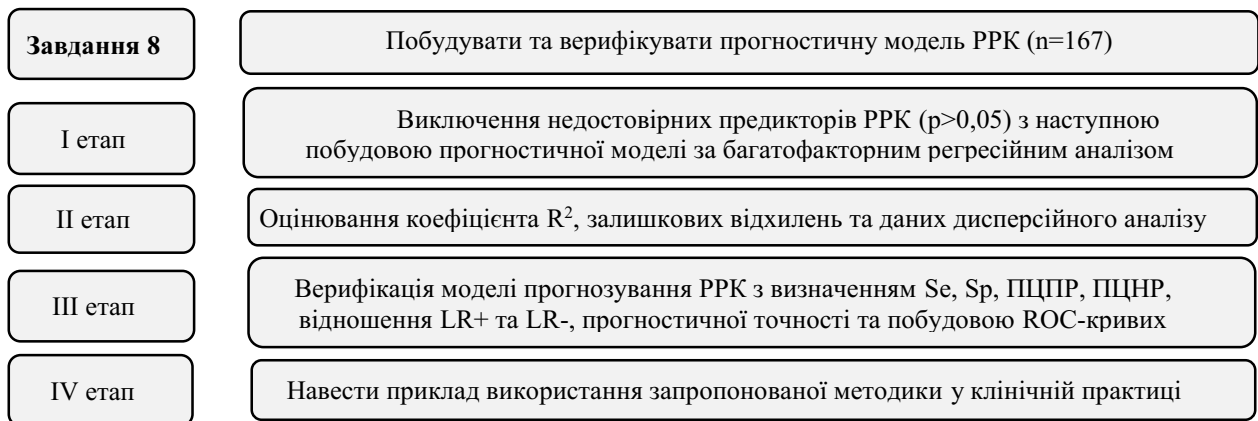 Завдання 8
Побудувати та верифікувати прогностичну модель РРК (n=167)
I етап
Виключення недостовірних предикторів РРК (p>0,05) з наступною
побудовою прогностичної моделі за багатофакторним регресійним аналізом
II етап
Оцінювання коефіцієнта R², залишкових відхилень та даних дисперсійного аналізу
III етап
Верифікація моделі прогнозування РРК з визначенням Se, Sp, ПЦПР, ПЦНР,
відношення LR+ та LR-, прогностичної точності та побудовою ROC-кривих
IV етап
Навести приклад використання запропонованої методики у клінічній практиці